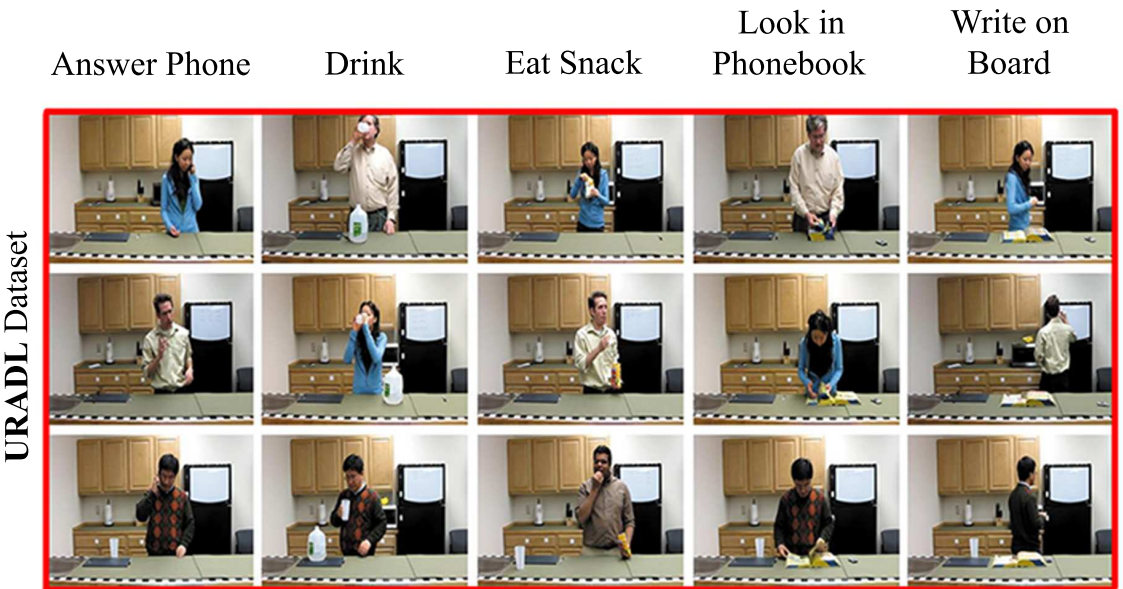 Answer Phone
Drink
Eat Snack
Look in
Phonebook
Write on
Board
URADL Dataset